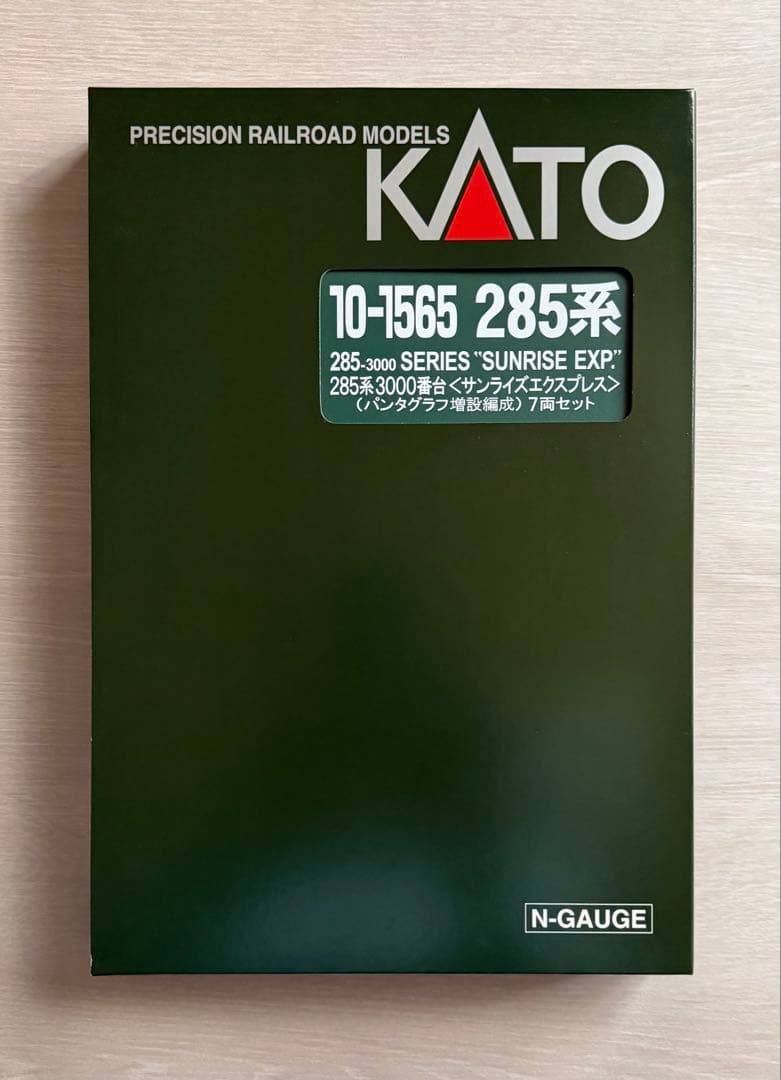 PRECISION RAILROAD MODELS
KATO
10-1565 285系
285-3000 SERIES "SUNRISE EXP."
285系3000番台<サンライズエクスプレス>
(パンタグラフ増設編成)7両セット
N-GAUGE